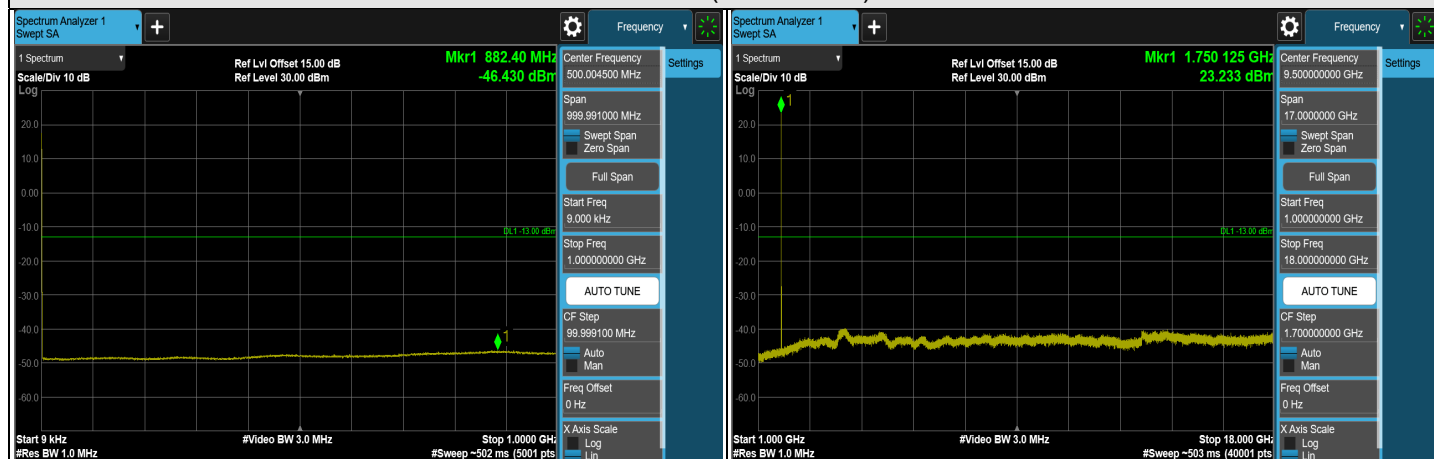 Spectrum Analyzer 1
Swept SA
+
Frequency
1 Spectrum
Scale/Div 10 dB
Log
Ref Lvl Offset 15.00 dB
Ref Level 30.00 dBm
Mkr1 882.40 MHz
-46.430 dBm
1
20.0
10.0
0.00
-10.0
-20.0
-30.0
-40.0
-50.0
-60.0
DL1 -13.00 dBm
Start 9 kHz
#Res BW 1.0 MHz
#Video BW 3.0 MHz
Stop 1.0000 GHz
#Sweep ~502 ms (5001 pts
Center Frequency
500.004500 MHz
Span
999.991000 MHz
Swept Span
Zero Span
Full Span
Start Freq
9.000 kHz
Stop Freq
1.000000000 GHz
AUTO TUNE
CF Step
99.999100 MHz
Auto
Man
Freq Offset
0 Hz
X Axis Scale
Log
Lin
Settings
Spectrum Analyzer 1
Swept SA
+
Frequency
1 Spectrum
Scale/Div 10 dB
Log
Ref Lvl Offset 15.00 dB
Ref Level 30.00 dBm
Mkr1 1.750 125 GHz
23.233 dBm
1
20.0
10.0
0.00
-10.0
-20.0
-30.0
-40.0
-50.0
-60.0
DL1 -13.00 dBm
Start 1.000 GHz
#Res BW 1.0 MHz
#Video BW 3.0 MHz
Stop 18.000 GHz
#Sweep ~503 ms (40001 pts
Center Frequency
9.500000000 GHz
Span
17.0000000 GHz
Swept Span
Zero Span
Full Span
Start Freq
1.000000000 GHz
Stop Freq
18.000000000 GHz
AUTO TUNE
CF Step
1.700000000 GHz
Auto
Man
Freq Offset
0 Hz
X Axis Scale
Log
Lin
Settings